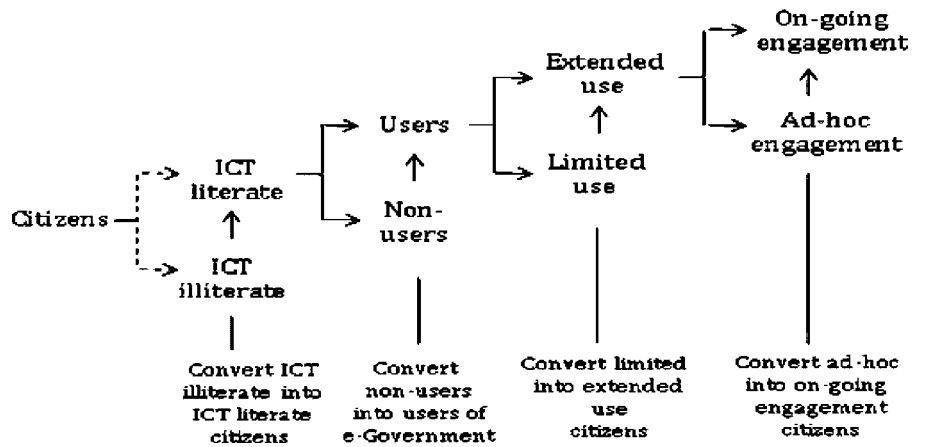 Citizens
ICT
literate
ICT
illiterate
Users
Non-
users
Extended
use
Limited
use
On-going
engagement
Ad-hoc
engagement
Convert ICT
illiterate into
ICT literate
citizens
Convert
non-users
into users of
e-Government
Convert limited
into extended
use
citizens
Convert ad-hoc
into on-going
engagement
citizens